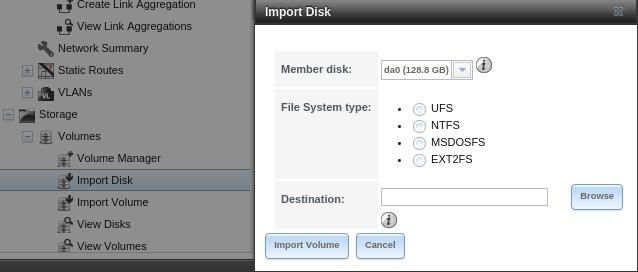 Create Link Aggregation
View Link Aggregations
Network Summary
Static Routes
VLANs
Storage
Volumes
Volume Manager
Import Disk
Import Volume
View Disks
View Volumes
Import Disk
Member disk:
da0 (128.8 GB)
File System type:
UFS
NTFS
MSDOSFS
EXT2FS
Destination:
Browse
Import Volume
Cancel